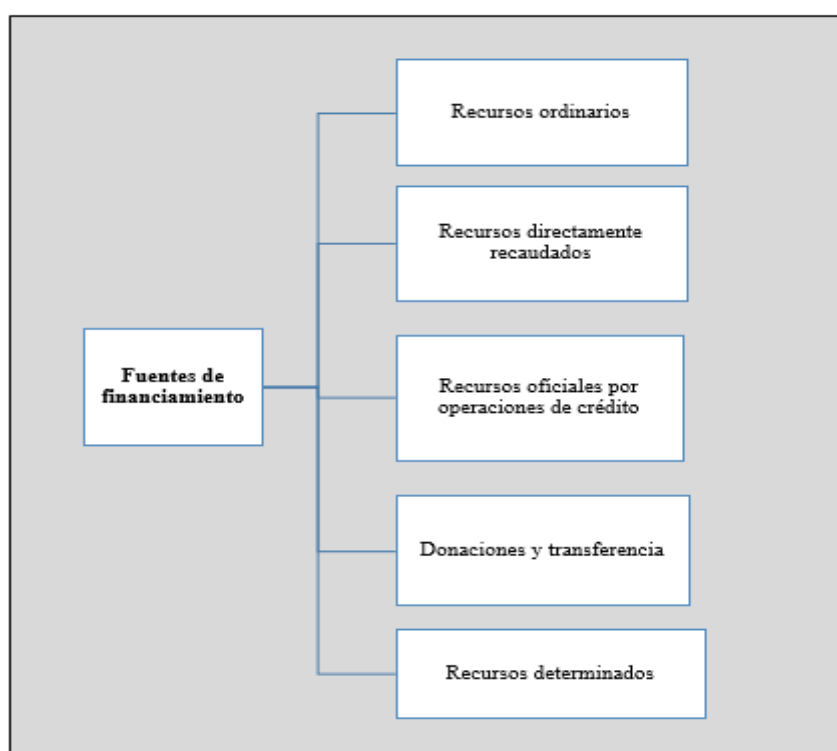 Recursos ordinarios
Recursos directamente
recaudados
Fuentes de
financiamiento
Recursos oficiales por
operaciones de crédito
Donaciones y transferencia
Recursos determinados